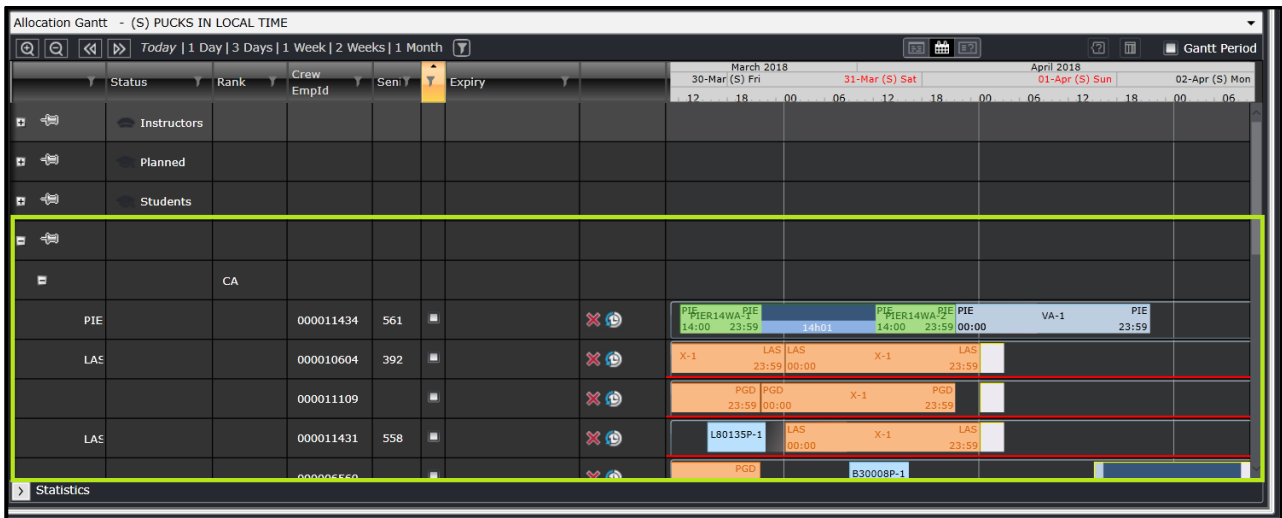 Allocation Gantt - (S) PUCKS IN LOCAL TIME
Today | 1 Day | 3 Days | 1 Week | 2 Weeks | 1 Month Gantt Period
March 2018 April 2018
Status Rank Crew EmpId Seni Expiry
30-Mar (S) Fri 31-Mar (S) Sat 01-Apr (S) Sun 02-Apr (S) Mon
12 18 00 06 12 18 00 06 12 18 00 06
Instructors
Planned
Students
CA
PIE 000011434 561 PIE PIER14WA-1 PIE PIE PIER14WA-2 PIE PIE VA-1 PIE
14:00 23:59 14h01 14:00 23:59 00:00 23:59
LAS 000010604 392 X-1 LAS LAS X-1 LAS
23:59 00:00 23:59
000011109 PGD PGD X-1 PGD
23:59 00:00 23:59
LAS 000011431 558 L80135P-1 LAS X-1 LAS
00:00 23:59
PGD B30008P-1
Statistics